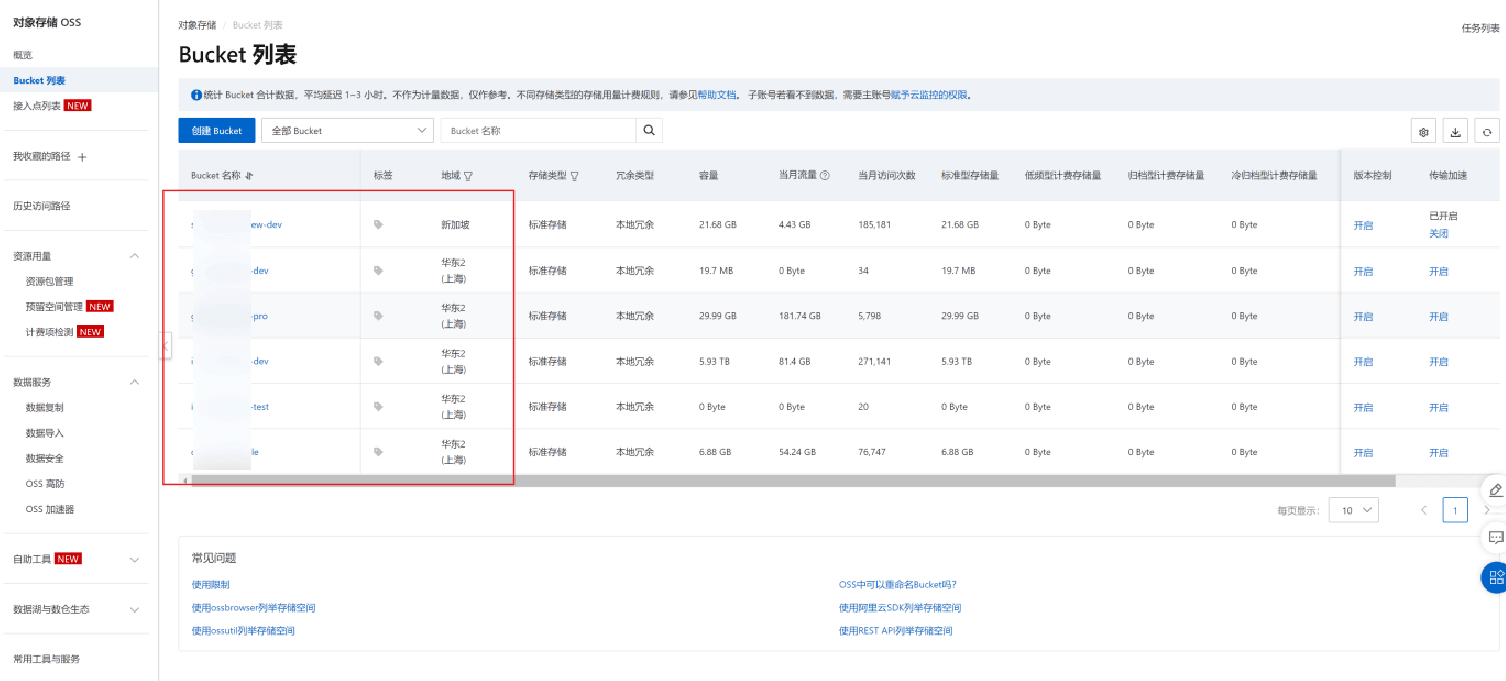 对象存储 OSS
概览
Bucket 列表
接入点列表 NEW
我收藏的路径
历史访问路径
资源用量
资源包管理
预留空间管理 NEW
计费项检测 NEW
数据服务
数据复制
数据导入
数据安全
OSS 高防
OSS 加速器
自助工具 NEW
数据湖与数仓生态
常用工具与服务
对象存储 / Bucket 列表
任务列表
Bucket 列表
统计 Bucket 合计数据，平均延迟 1~3 小时。不作为计量数据，仅作参考。不同存储类型的存储用量计费规则，请参见帮助文档。 子账号若看不到数据，需要主账号赋予云监控的权限。
创建 Bucket 全部 Bucket Bucket 名称
Bucket 名称 标签 地域 存储类型 冗余类型 容量 当月流量 当月访问次数 标准型存储量 低频型计费存储量 归档型计费存储量 冷归档型计费存储量 版本控制 传输加速
ew-dev 新加坡 标准存储 本地冗余 21.68 GB 4.43 GB 185,181 21.68 GB 0 Byte 0 Byte 0 Byte 开启 已开启
关闭
-dev 华东2
(上海) 标准存储 本地冗余 19.7 MB 0 Byte 34 19.7 MB 0 Byte 0 Byte 0 Byte 开启 开启
-pro 华东2
(上海) 标准存储 本地冗余 29.99 GB 181.74 GB 5,798 29.99 GB 0 Byte 0 Byte 0 Byte 开启 开启
-dev 华东2
(上海) 标准存储 本地冗余 5.93 TB 81.4 GB 271,141 5.93 TB 0 Byte 0 Byte 0 Byte 开启 开启
-test 华东2
(上海) 标准存储 本地冗余 0 Byte 0 Byte 20 0 Byte 0 Byte 0 Byte 0 Byte 开启 开启
le 华东2
(上海) 标准存储 本地冗余 6.88 GB 54.24 GB 76,747 6.88 GB 0 Byte 0 Byte 0 Byte 开启 开启
每页显示： 10 1
常见问题
使用限制
使用ossbrowser列举存储空间
使用ossutil列举存储空间
OSS中可以重命名Bucket吗?
使用阿里云SDK列举存储空间
使用REST API列举存储空间